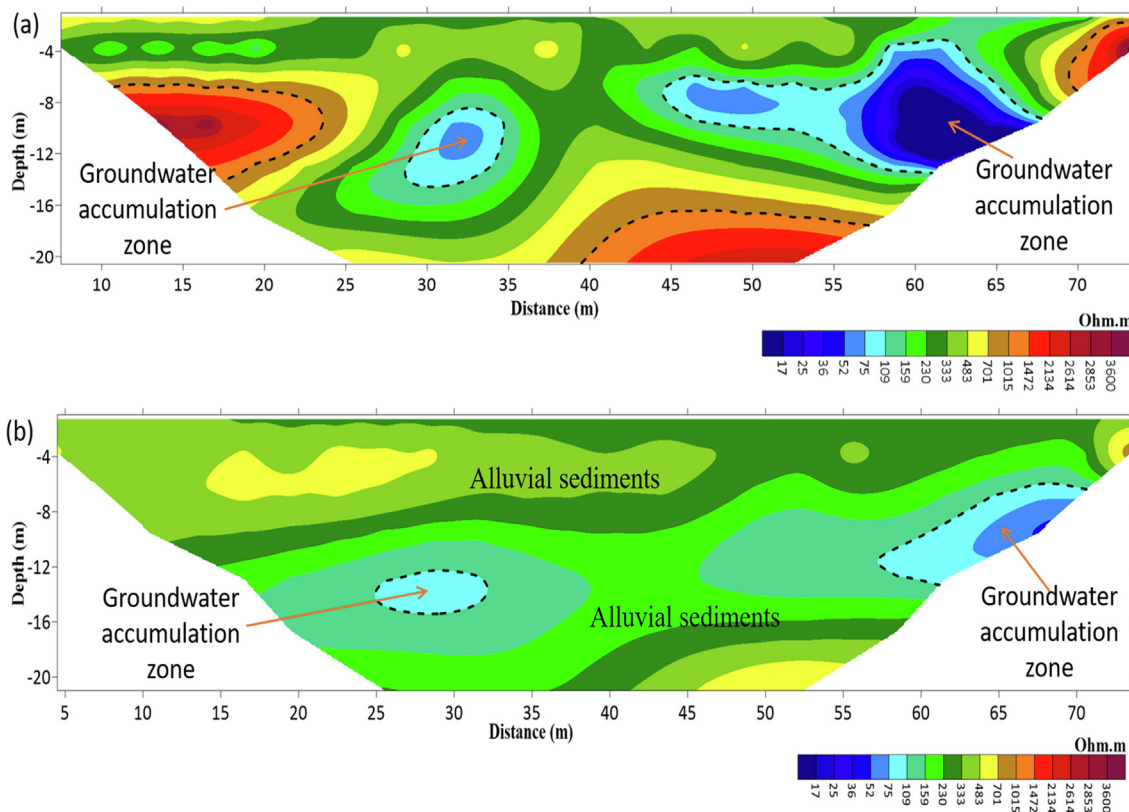 (a)
-4
-8
-12
-16
-20
Depth (m)
Groundwater
accumulation
zone
Groundwater
accumulation
zone
10 15 20 25 30 35 40 45 50 55 60 65 70
Distance (m)
Ohm.m
17 25 36 52 75 109 159 230 333 483 701 1015 1472 2134 2614 2853 3600
(b)
-4
-8
-12
-16
-20
Depth (m)
Alluvial sediments
Groundwater
accumulation
zone
Alluvial sediments
Groundwater
accumulation
zone
5 10 15 20 25 30 35 40 45 50 55 60 65 70
Distance (m)
Ohm.m
17 25 36 52 75 109 159 230 333 483 701 1015 1472 2134 2614 2853 3600